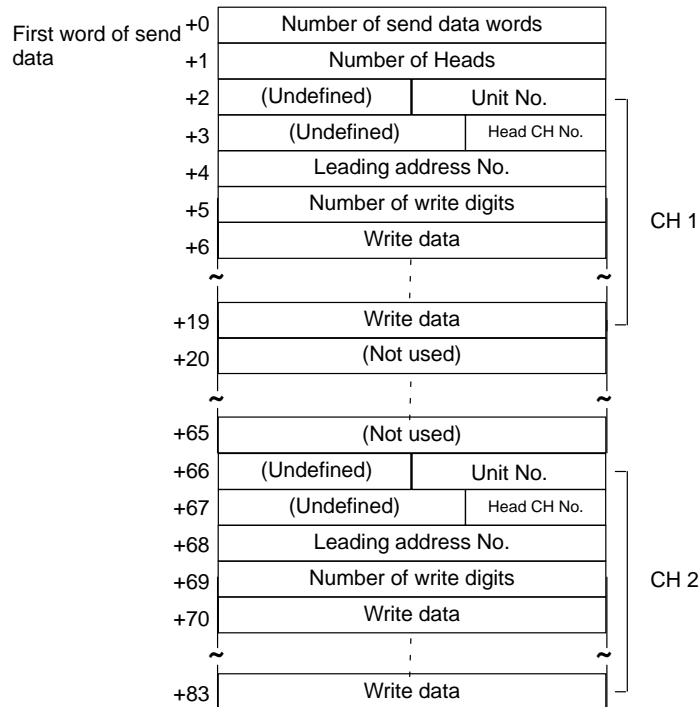 First word of send
data
+0 Number of send data words
+1 Number of Heads
+2 (Undefined) Unit No.
+3 (Undefined) Head CH No.
+4 Leading address No.
+5 Number of write digits
+6 Write data
CH 1
~ ~
+19 Write data
+20 (Not used)
~ ~
+65 (Not used)
+66 (Undefined) Unit No.
+67 (Undefined) Head CH No.
+68 Leading address No.
+69 Number of write digits
+70 Write data
CH 2
~ ~
+83 Write data